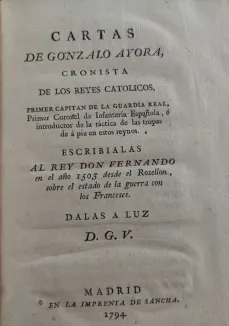 CARTAS
DE GONZALO AYORA,
CRONISTA
DE LOS REYES CATOLICOS,
PRIMER CAPITAN DE LA GUARDIA REAL,
Primer Coronel de Infanteria Española, é
introductor de la táctica de las tropas
de á pie en estos reynos.
ESCRIBIALAS
AL REY DON FERNANDO
en el año 1503 desde el Rosellon,
sobre el estado de la guerra con
los Franceses.
DALAS A LUZ
D. G. V.
MADRID
EN LA IMPRENTA DE SANCHA.
1794.